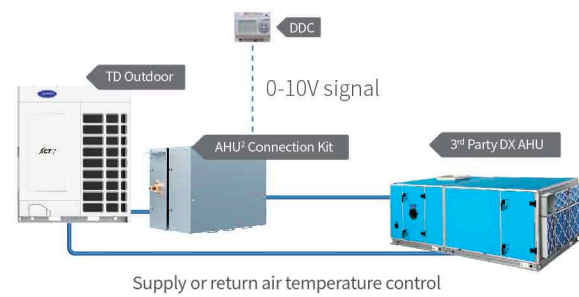 DDC
TD Outdoor
0-10V signal
AHU² Connection Kit
3rd Party DX AHU
Supply or return air temperature control